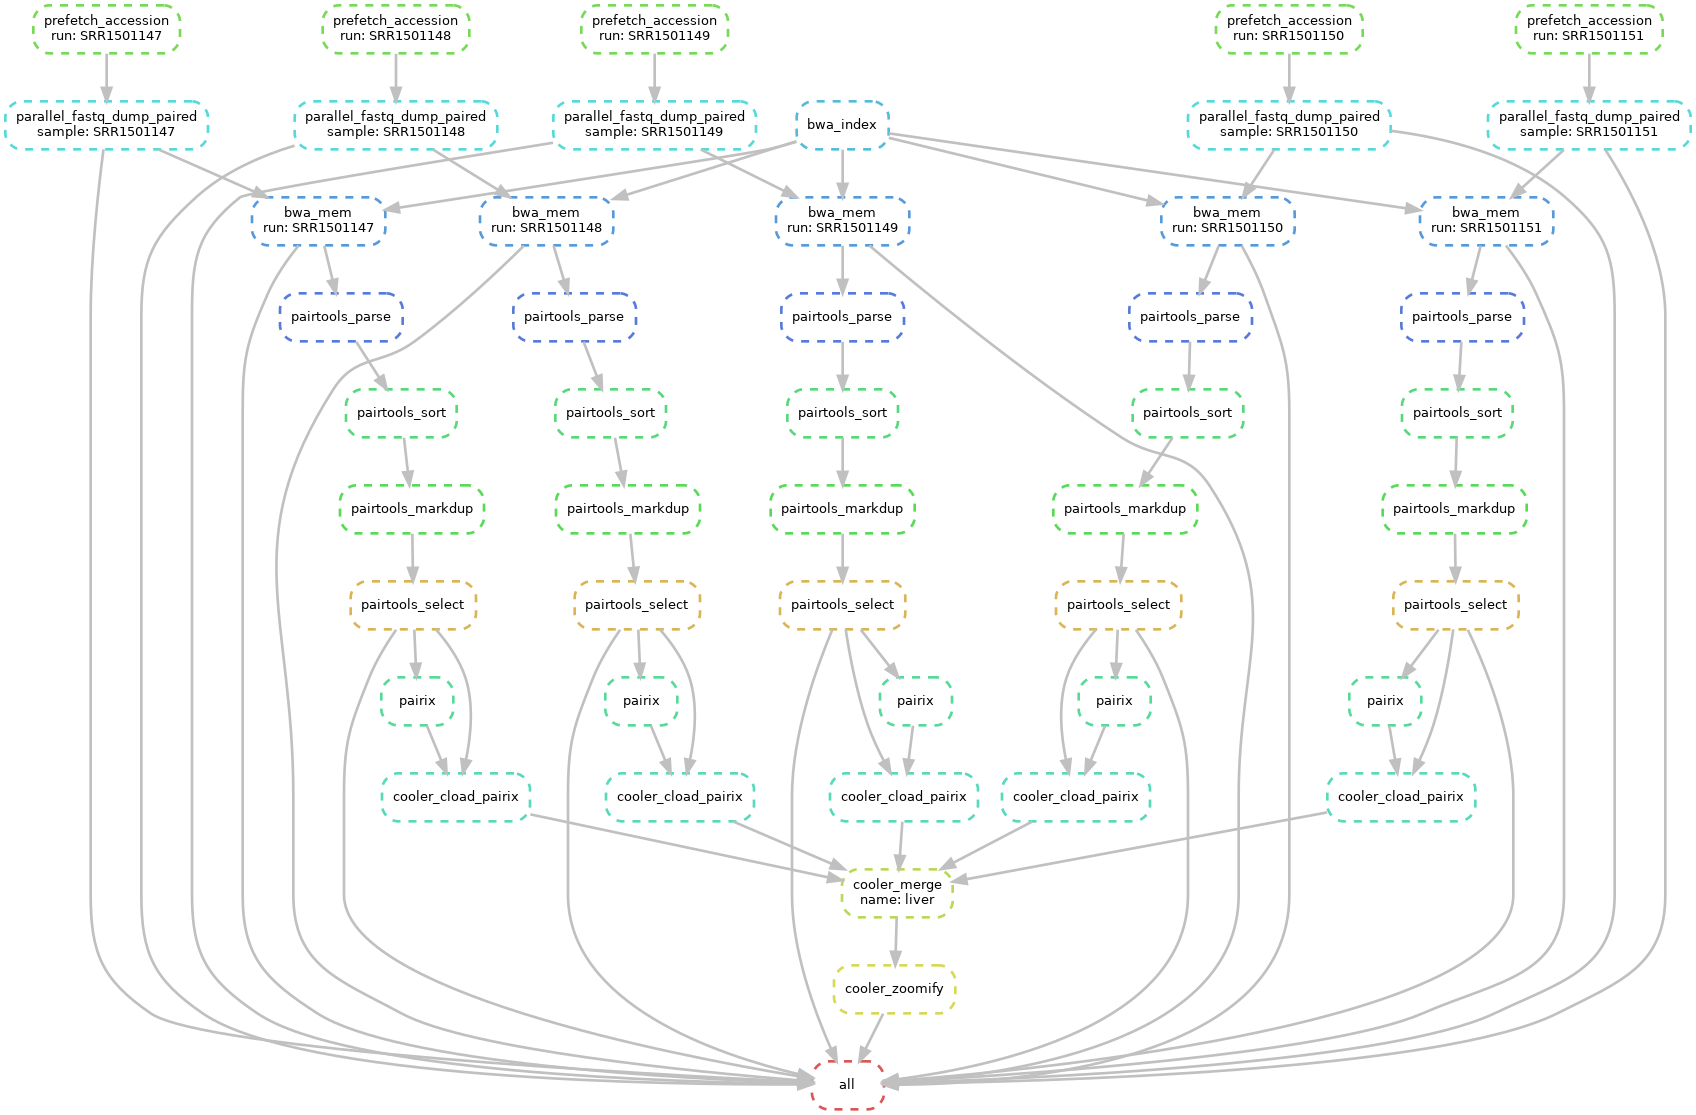 prefetch_accession
run: SRR1501147
prefetch_accession
run: SRR1501148
prefetch_accession
run: SRR1501149
prefetch_accession
run: SRR1501150
prefetch_accession
run: SRR1501151
parallel_fastq_dump_paired
sample: SRR1501147
parallel_fastq_dump_paired
sample: SRR1501148
parallel_fastq_dump_paired
sample: SRR1501149
bwa_index
parallel_fastq_dump_paired
sample: SRR1501150
parallel_fastq_dump_paired
sample: SRR1501151
bwa_mem
run: SRR1501147
bwa_mem
run: SRR1501148
bwa_mem
run: SRR1501149
bwa_mem
run: SRR1501150
bwa_mem
run: SRR1501151
pairtools_parse
pairtools_parse
pairtools_parse
pairtools_parse
pairtools_parse
pairtools_sort
pairtools_sort
pairtools_sort
pairtools_sort
pairtools_sort
pairtools_markdup
pairtools_markdup
pairtools_markdup
pairtools_markdup
pairtools_markdup
pairtools_select
pairtools_select
pairtools_select
pairtools_select
pairtools_select
pairix
pairix
pairix
pairix
pairix
cooler_cload_pairix
cooler_cload_pairix
cooler_cload_pairix
cooler_cload_pairix
cooler_cload_pairix
cooler_merge
name: liver
cooler_zoomify
all